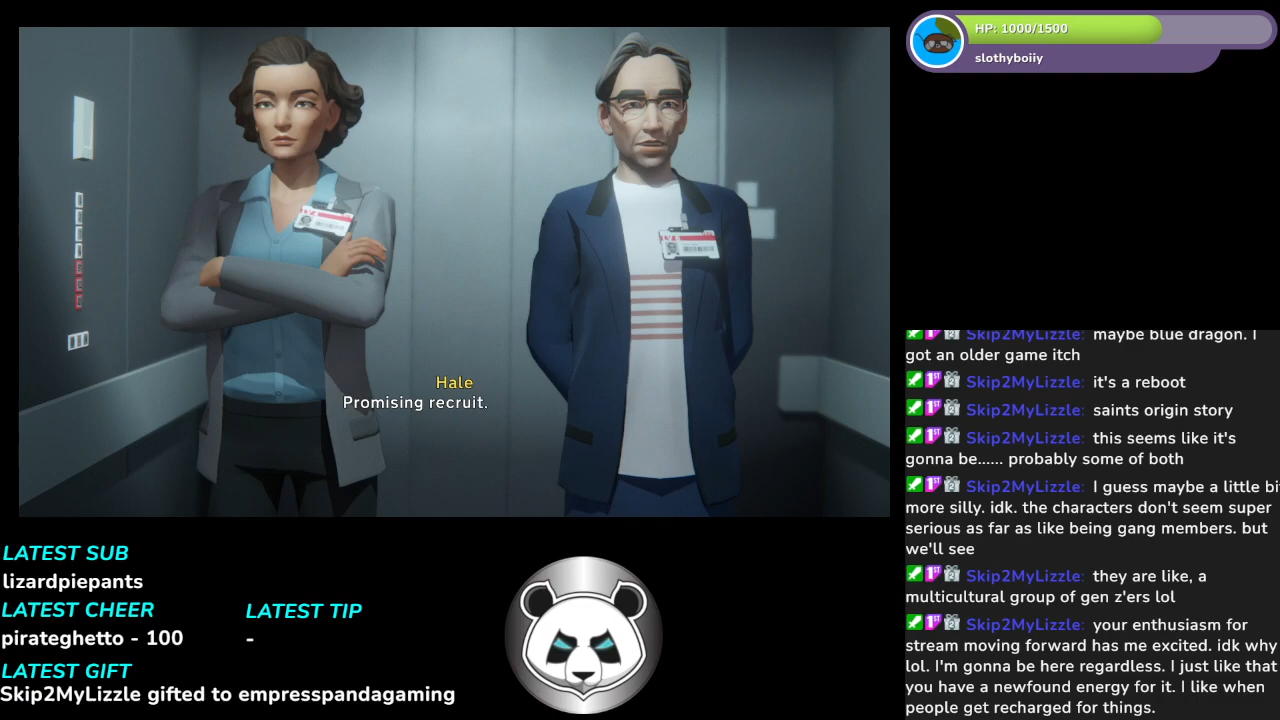 HP: 1000/1500
slothyboiiy
Hale
Promising recruit.
Skip2MyLizzle: maybe blue dragon. I
got an older game itch
Skip2MyLizzle: it's a reboot
Skip2MyLizzle: saints origin story
Skip2MyLizzle: this seems like it's
gonna be...... probably some of both
Skip2MyLizzle: I guess maybe a little bit
more silly. idk. the characters don't seem super
serious as far as like being gang members. but
we'll see
Skip2MyLizzle: they are like, a
multicultural group of gen z'ers lol
Skip2MyLizzle: your enthusiasm for
stream moving forward has me excited. idk why
lol. I'm gonna be here regardless. I just like that
you have a newfound energy for it. I like when
people get recharged for things.
LATEST SUB
lizardpiepants
LATEST CHEER
pirateghetto - 100
LATEST TIP
-
LATEST GIFT
Skip2MyLizzle gifted to empresspandagaming